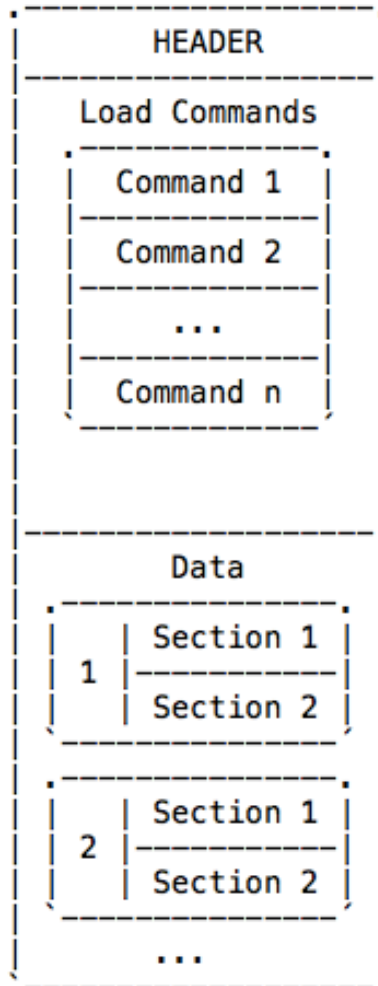 HEADER
Load Commands
Command 1
Command 2
...
Command n
Data
Section 1
1
Section 2
Section 1
2
Section 2
...